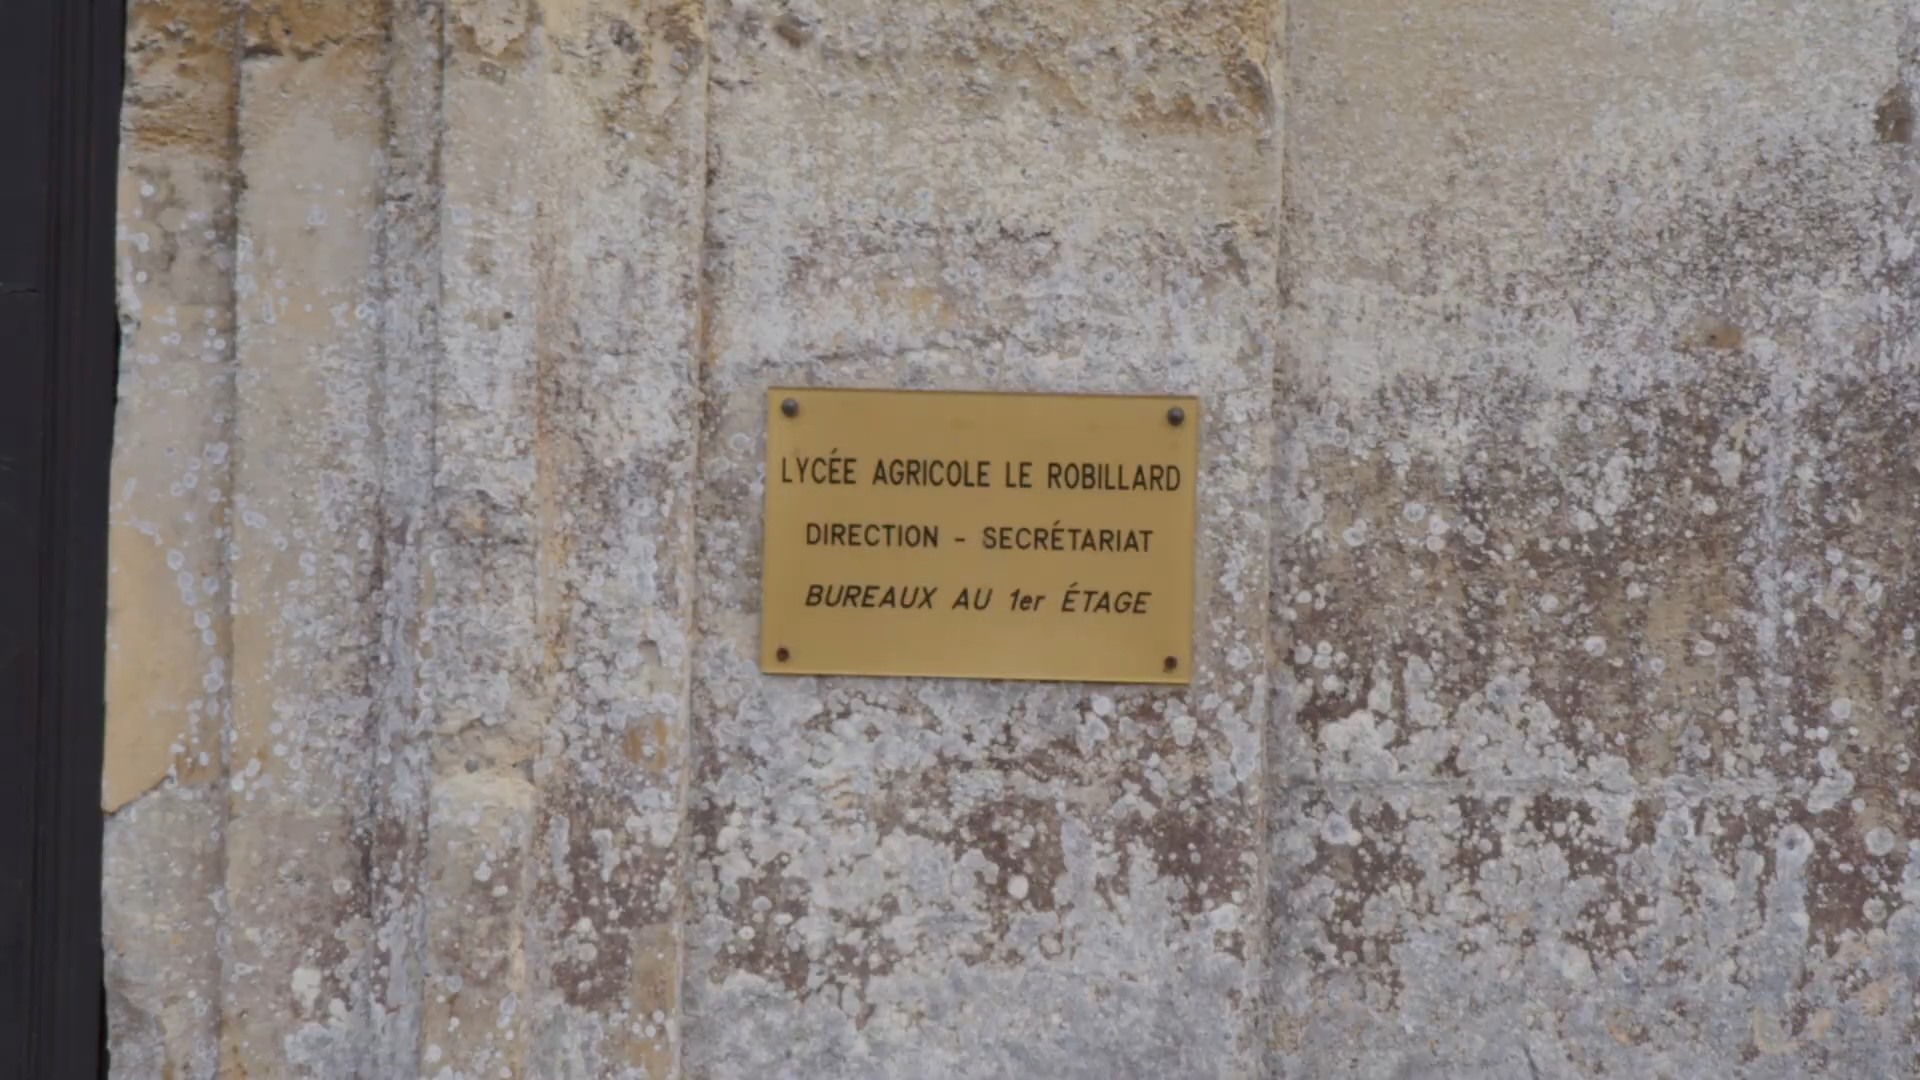 LYCÉE AGRICOLE LE ROBILLARD
DIRECTION - SECRÉTARIAT
BUREAUX AU 1er ÉTAGE